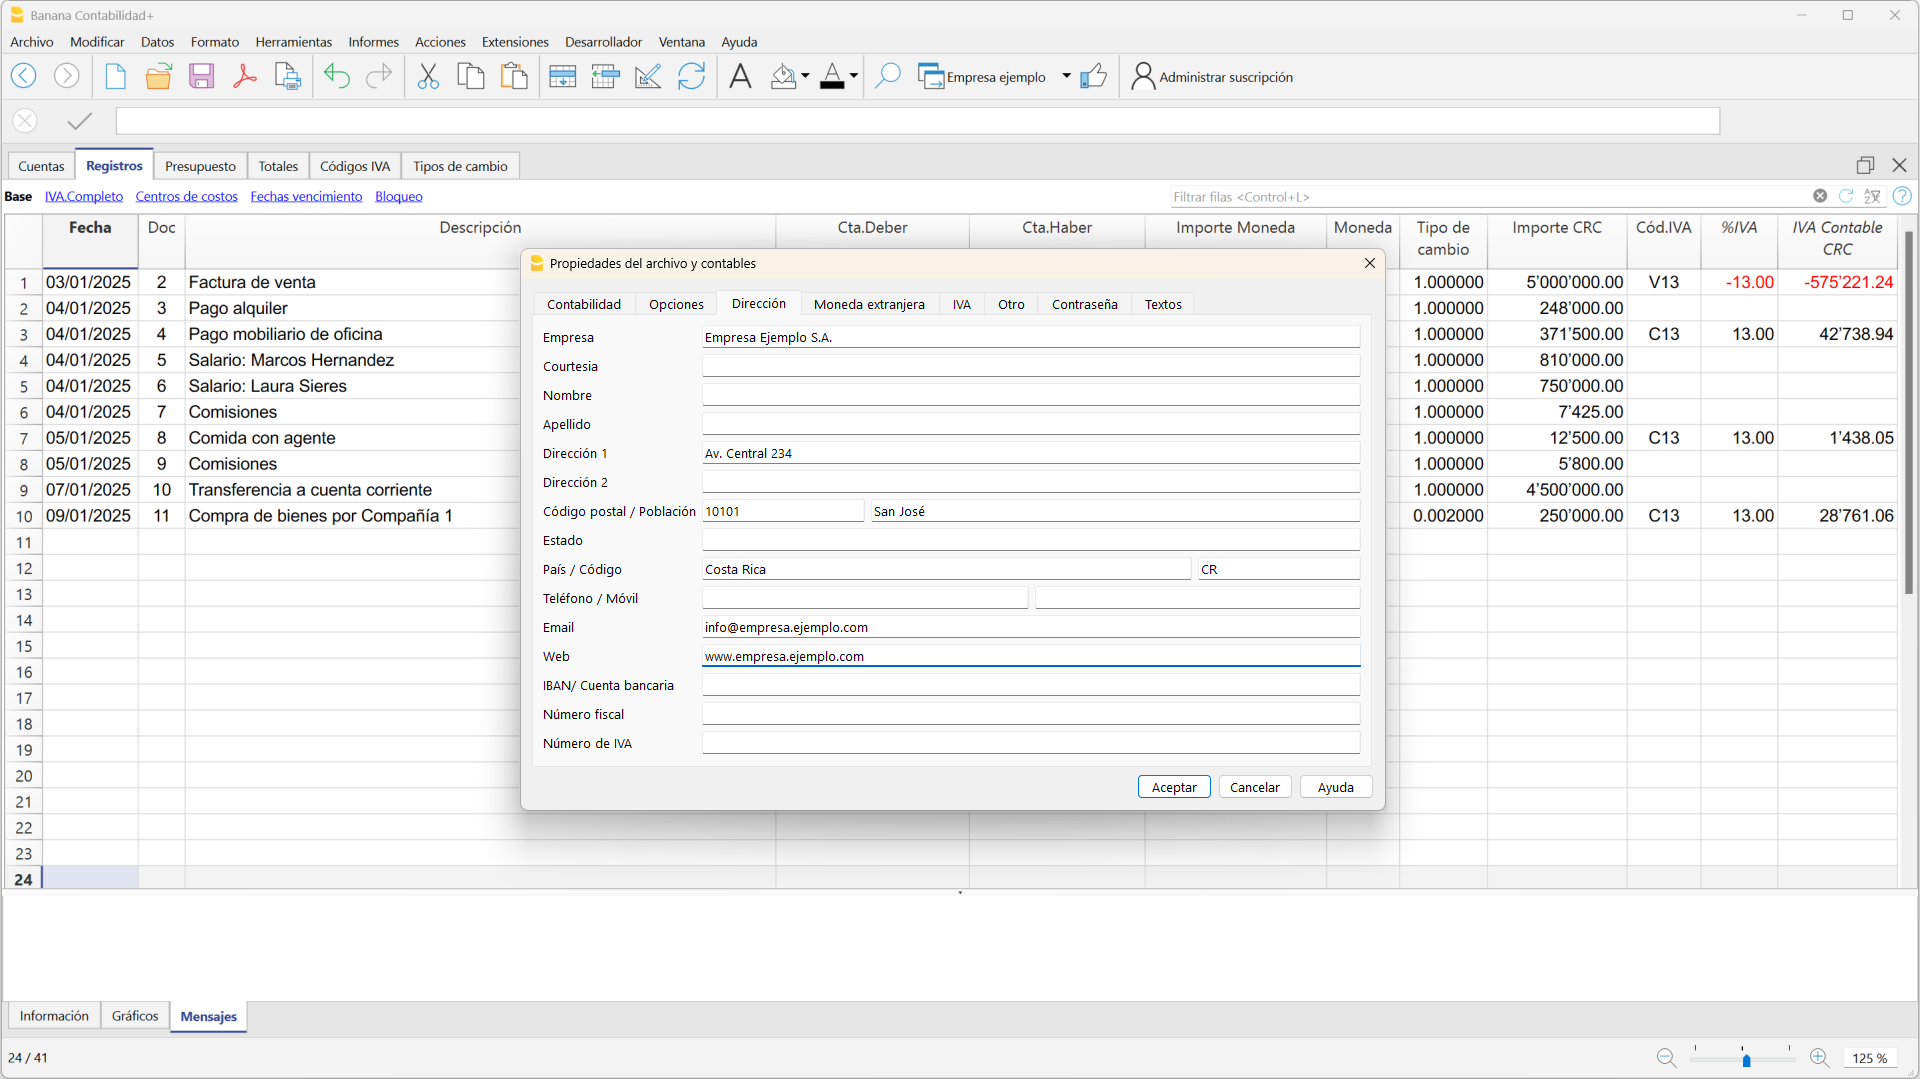 Banana Contabilidad+
Archivo Modificar Datos Formato Herramientas Informes Acciones Extensiones Desarrollador Ventana Ayuda
Empresa ejemplo Administrar suscripción
Cuentas Registros Presupuesto Totales Códigos IVA Tipos de cambio
Base IVA.Completo Centros de costos Fechas vencimiento Bloqueo Filtrar filas <Control+L>
Fecha Doc Descripción Cta.Deber Cta.Haber Importe Moneda Moneda Tipo de cambio Importe CRC Cód.IVA %IVA IVA Contable CRC
1 03/01/2025 2 Factura de venta 1.000000 5'000'000.00 V13 -13.00 -575'221.24
2 04/01/2025 3 Pago alquiler 1.000000 248'000.00
3 04/01/2025 4 Pago mobiliario de oficina 1.000000 371'500.00 C13 13.00 42'738.94
4 04/01/2025 5 Salario: Marcos Hernandez 1.000000 810'000.00
5 04/01/2025 6 Salario: Laura Sieres 1.000000 750'000.00
6 04/01/2025 7 Comisiones 1.000000 7'425.00
7 05/01/2025 8 Comida con agente 1.000000 12'500.00 C13 13.00 1'438.05
8 05/01/2025 9 Comisiones 1.000000 5'800.00
9 07/01/2025 10 Transferencia a cuenta corriente 1.000000 4'500'000.00
10 09/01/2025 11 Compra de bienes por Compañía 1 0.002000 250'000.00 C13 13.00 28'761.06
11
12
13
14
15
16
17
18
19
20
21
22
23
24
Propiedades del archivo y contables
Contabilidad Opciones Dirección Moneda extranjera IVA Otro Contraseña Textos
Empresa Empresa Ejemplo S.A.
Courtesia
Nombre
Apellido
Dirección 1 Av. Central 234
Dirección 2
Código postal / Población 10101 San José
Estado
País / Código Costa Rica CR
Teléfono / Móvil
Email info@empresa.ejemplo.com
Web www.empresa.ejemplo.com
IBAN/ Cuenta bancaria
Número fiscal
Número de IVA
Aceptar Cancelar Ayuda
Información Gráficos Mensajes
24 / 41 125 %